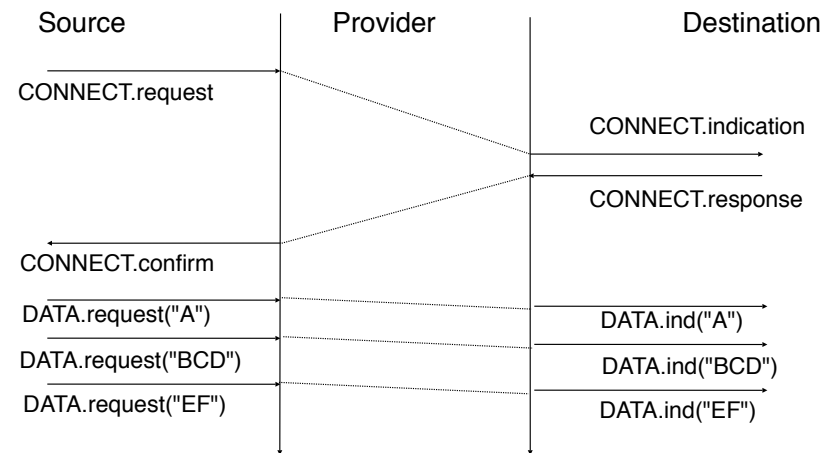 Source
Provider
Destination
CONNECT.request
CONNECT.indication
CONNECT.response
CONNECT.confirm
DATA.request("A")
DATA.ind("A")
DATA.request("BCD")
DATA.ind("BCD")
DATA.request("EF")
DATA.ind("EF")